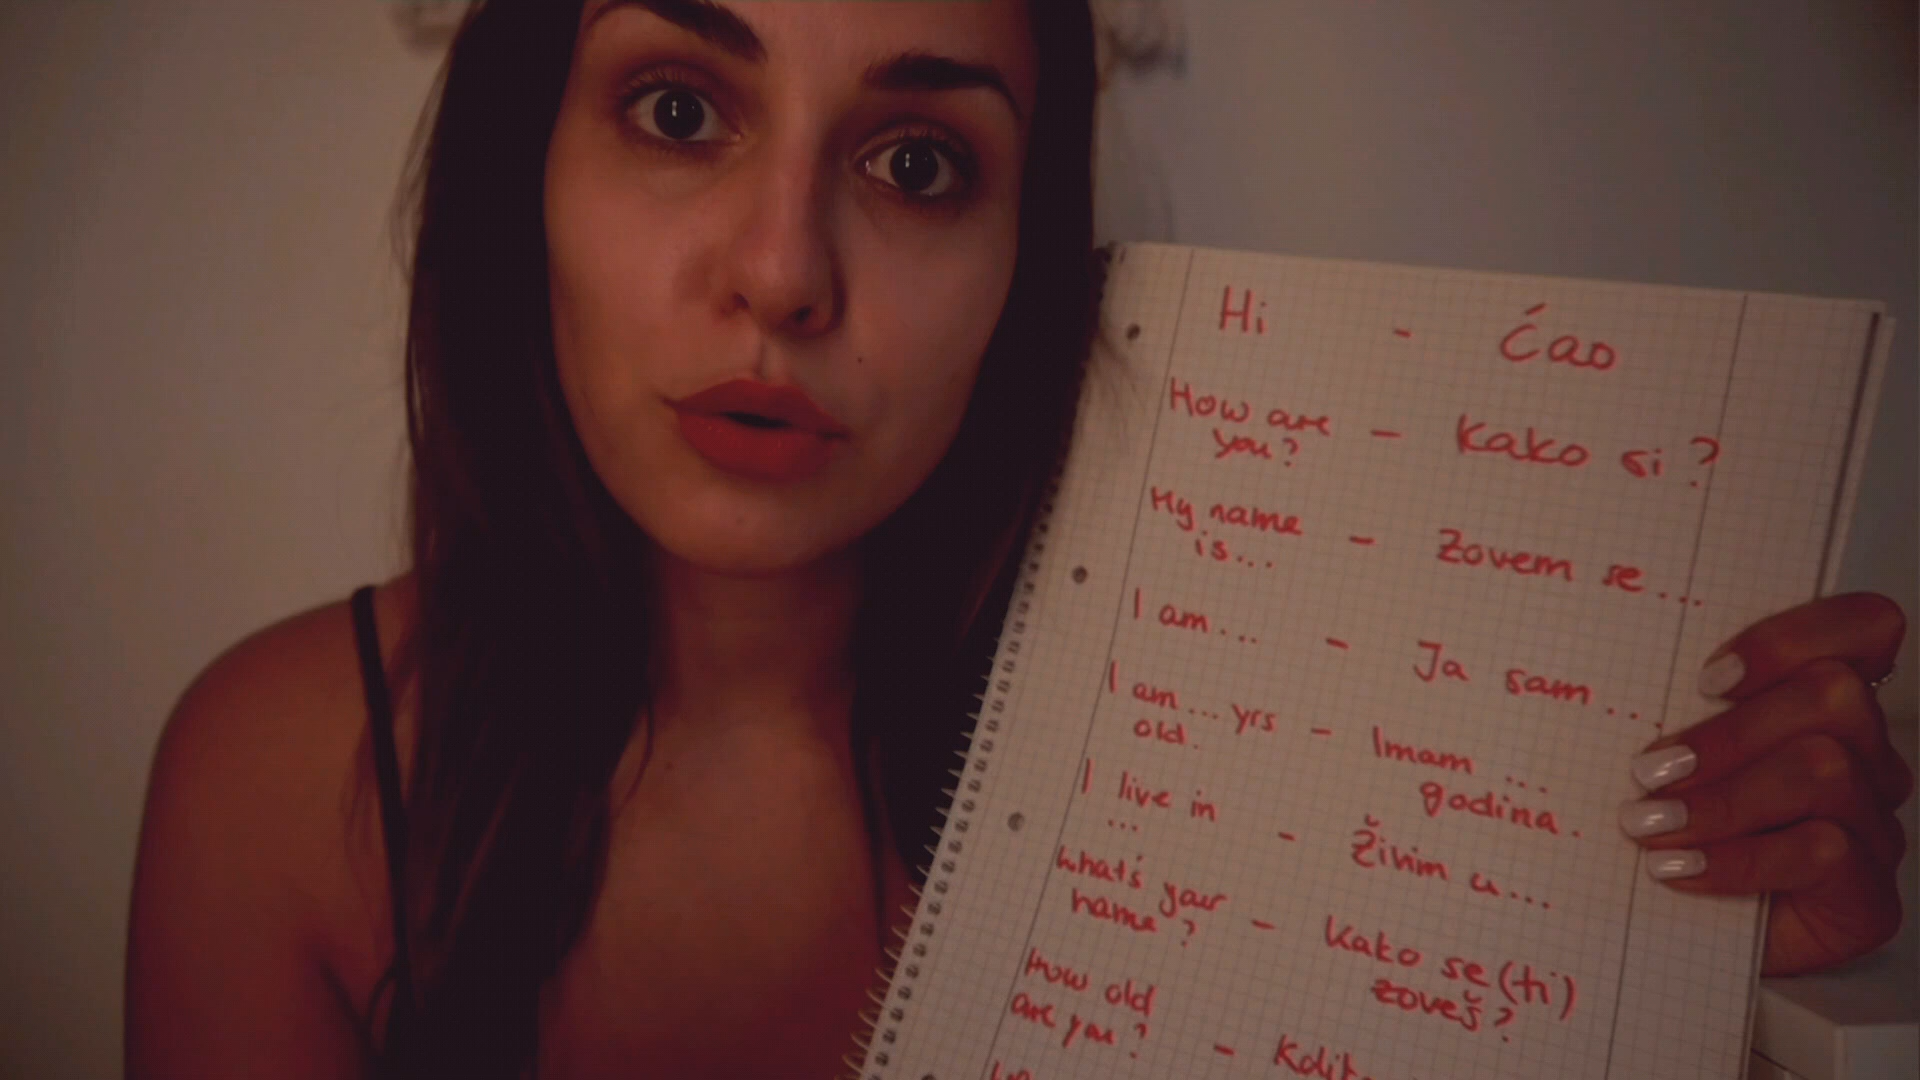 Hi - Ćao
How are - Kako si?
you?
My name - Zovem se...
is...
I am... - Ja sam...
I am... yrs - Imam ...
old. godina.
I live in - Živim u...
...
What's your - Kako se (ti)
name? zoveš?
How old
are you? -